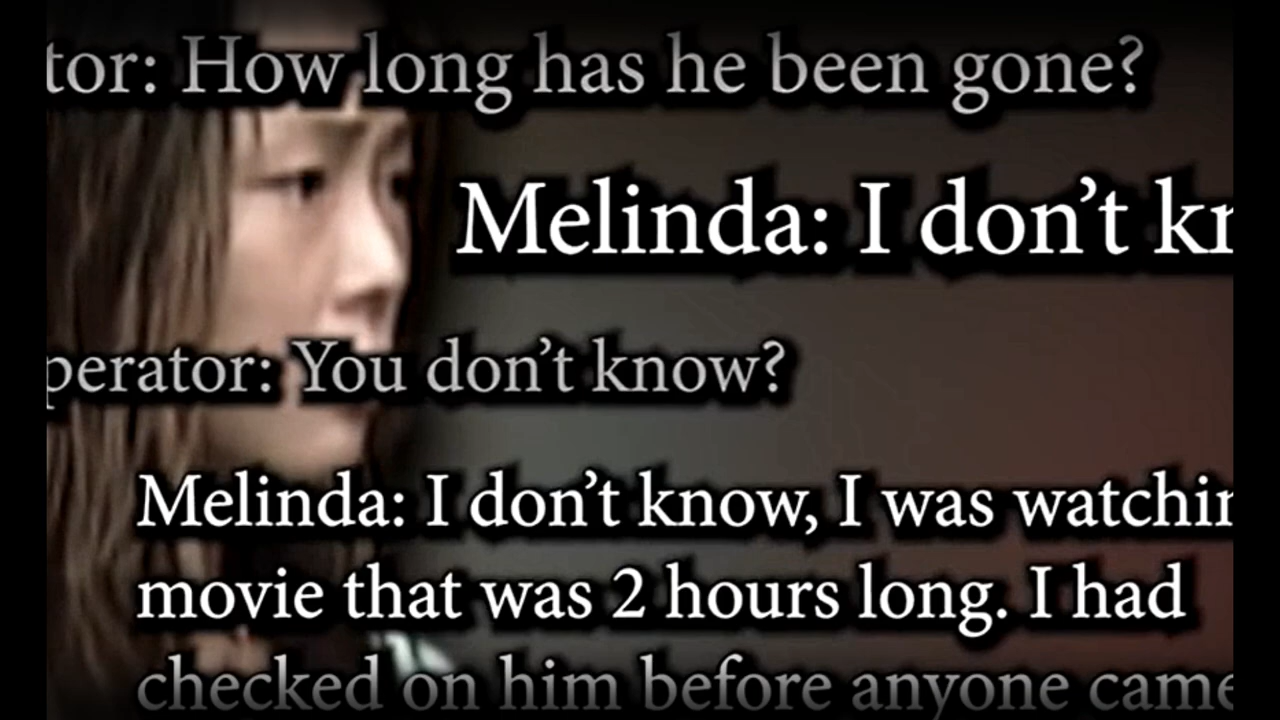 tor: How long has he been gone?
Melinda: I don’t kn
perator: You don’t know?
Melinda: I don’t know, I was watchin
movie that was 2 hours long. I had
checked on him before anyone came